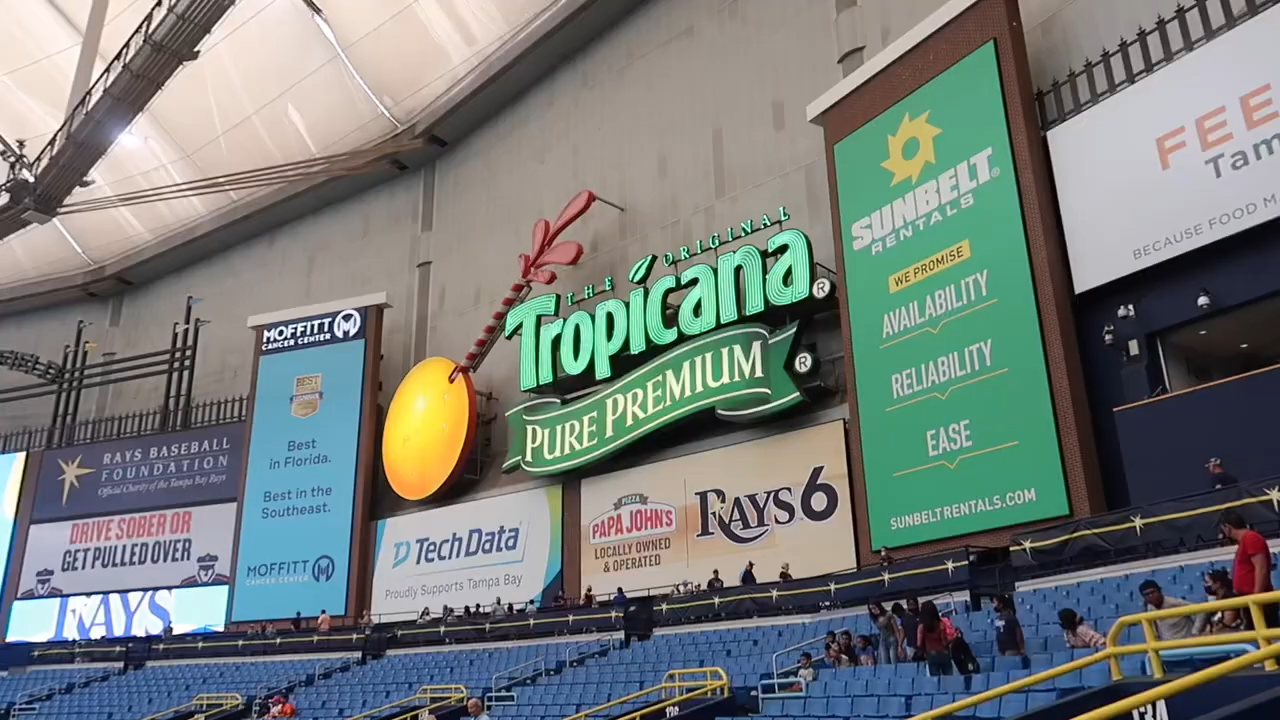 MOFFITT
CANCER CENTER
BEST
Best
in Florida.
Best in the
Southeast.
MOFFITT
CANCER CENTER
RAYS BASEBALL
FOUNDATION
Official Charity of the Tampa Bay Rays
DRIVE SOBER OR
GET PULLED OVER
RAYS
THE ORIGINAL
Tropicana®
PURE PREMIUM®
Tech Data
Proudly Supports Tampa Bay
PIZZA
PAPA JOHN'S
LOCALLY OWNED
& OPERATED
RAYS 6
SUNBELT®
RENTALS
WE PROMISE
AVAILABILITY
RELIABILITY
EASE
SUNBELTRENTALS.COM
FEE
Tam
BECAUSE FOOD M
134